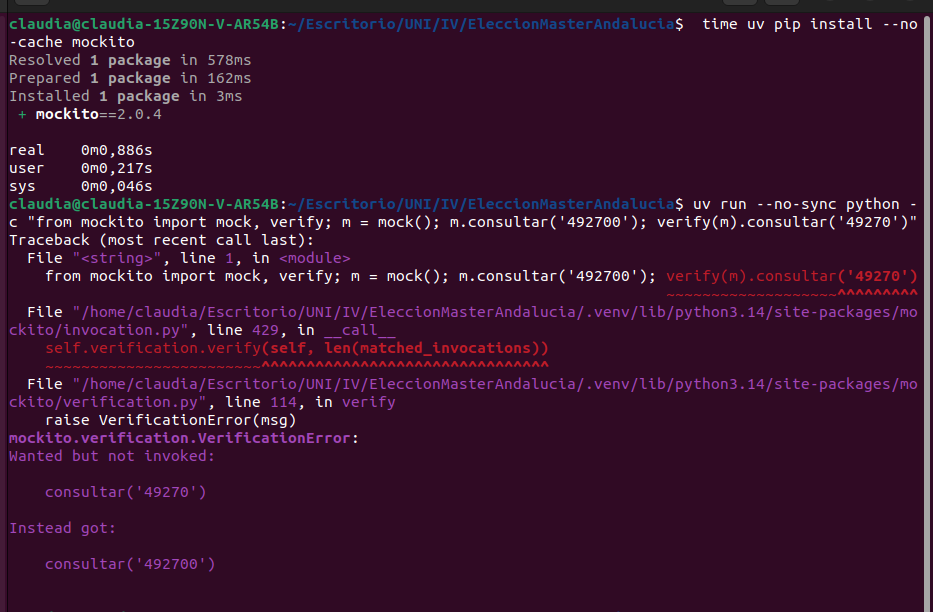 claudia@claudia-15Z90N-V-AR54B:~/Escritorio/UNI/IV/EleccionMasterAndalucia$  time uv pip install --no
-cache mockito
Resolved 1 package in 578ms
Prepared 1 package in 162ms
Installed 1 package in 3ms
 + mockito==2.0.4

real    0m0,886s
user    0m0,217s
sys     0m0,046s
claudia@claudia-15Z90N-V-AR54B:~/Escritorio/UNI/IV/EleccionMasterAndalucia$ uv run --no-sync python -
c "from mockito import mock, verify; m = mock(); m.consultar('492700'); verify(m).consultar('49270')"
Traceback (most recent call last):
  File "<string>", line 1, in <module>
    from mockito import mock, verify; m = mock(); m.consultar('492700'); verify(m).consultar('49270')
                                                                         ~~~~~~~~~~~~~~~~~~~^^^^^^^^^
  File "/home/claudia/Escritorio/UNI/IV/EleccionMasterAndalucia/.venv/lib/python3.14/site-packages/mo
ckito/invocation.py", line 429, in __call__
    self.verification.verify(self, len(matched_invocations))
    ~~~~~~~~~~~~~~~~~~~~~~~~^^^^^^^^^^^^^^^^^^^^^^^^^^^^^^^^
  File "/home/claudia/Escritorio/UNI/IV/EleccionMasterAndalucia/.venv/lib/python3.14/site-packages/mo
ckito/verification.py", line 114, in verify
    raise VerificationError(msg)
mockito.verification.VerificationError:
Wanted but not invoked:

    consultar('49270')

Instead got:

    consultar('492700')